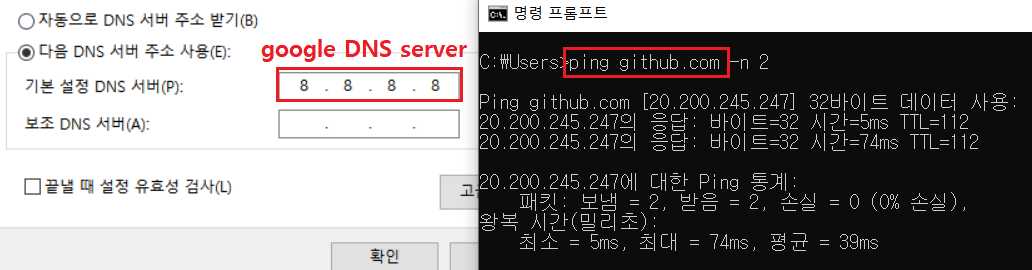 자동으로 DNS 서버 주소 받기(B)
다음 DNS 서버 주소 사용(E):
google DNS server
기본 설정 DNS 서버(P):
8 . 8 . 8 . 8
보조 DNS 서버(A):
. . .
끝낼 때 설정 유효성 검사(L)
고
확인
명령 프롬프트
C:\Users>ping github.com -n 2
Ping github.com [20.200.245.247] 32바이트 데이터 사용:
20.200.245.247의 응답: 바이트=32 시간=5ms TTL=112
20.200.245.247의 응답: 바이트=32 시간=74ms TTL=112
20.200.245.247에 대한 Ping 통계:
패킷: 보냄 = 2, 받음 = 2, 손실 = 0 (0% 손실),
왕복 시간(밀리초):
최소 = 5ms, 최대 = 74ms, 평균 = 39ms